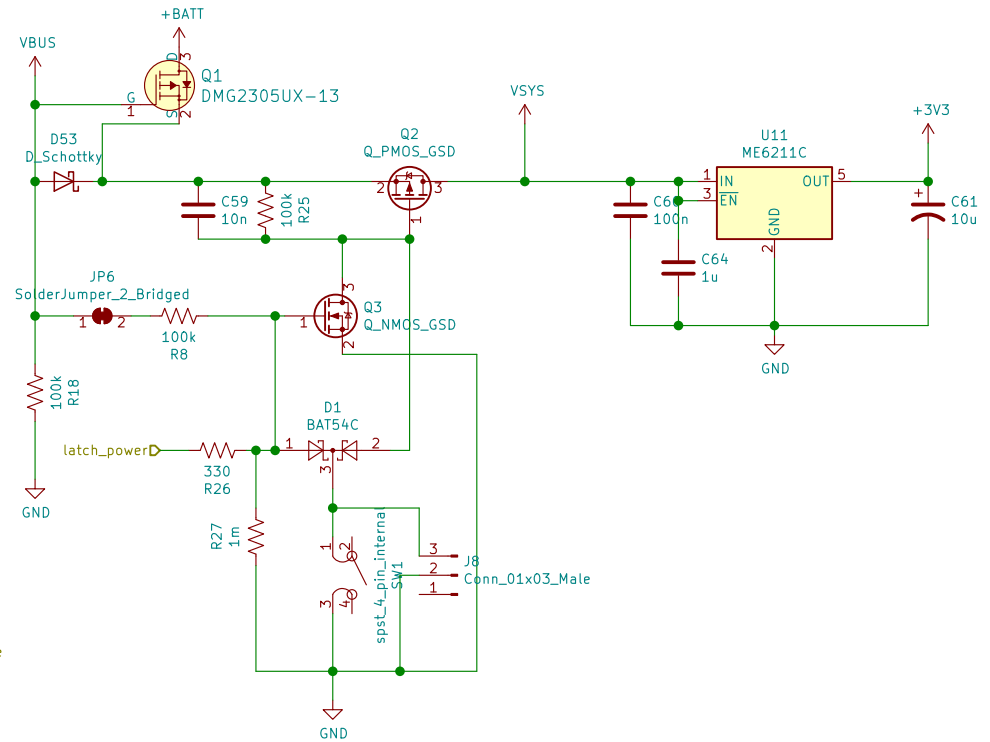 +BATT
VBUS
D
3
Q1
DMG2305UX-13
G
1
S
2
VSYS
+3V3
D53
D_Schottky
Q2
Q_PMOS_GSD
2
3
1
U11
ME6211C
1
IN
OUT
5
3
EN
GND
2
C59
10n
100k
R25
C60
100n
C61
10u
+
C64
1u
GND
JP6
SolderJumper_2_Bridged
1
2
100k
R8
3
1
2
Q3
Q_NMOS_GSD
100k
R18
D1
BAT54C
1
2
3
latch_power
330
R26
GND
R27
1m
1
2
3
4
spst_4_pin_internal
SW1
3
2
1
J8
Conn_01x03_Male
GND